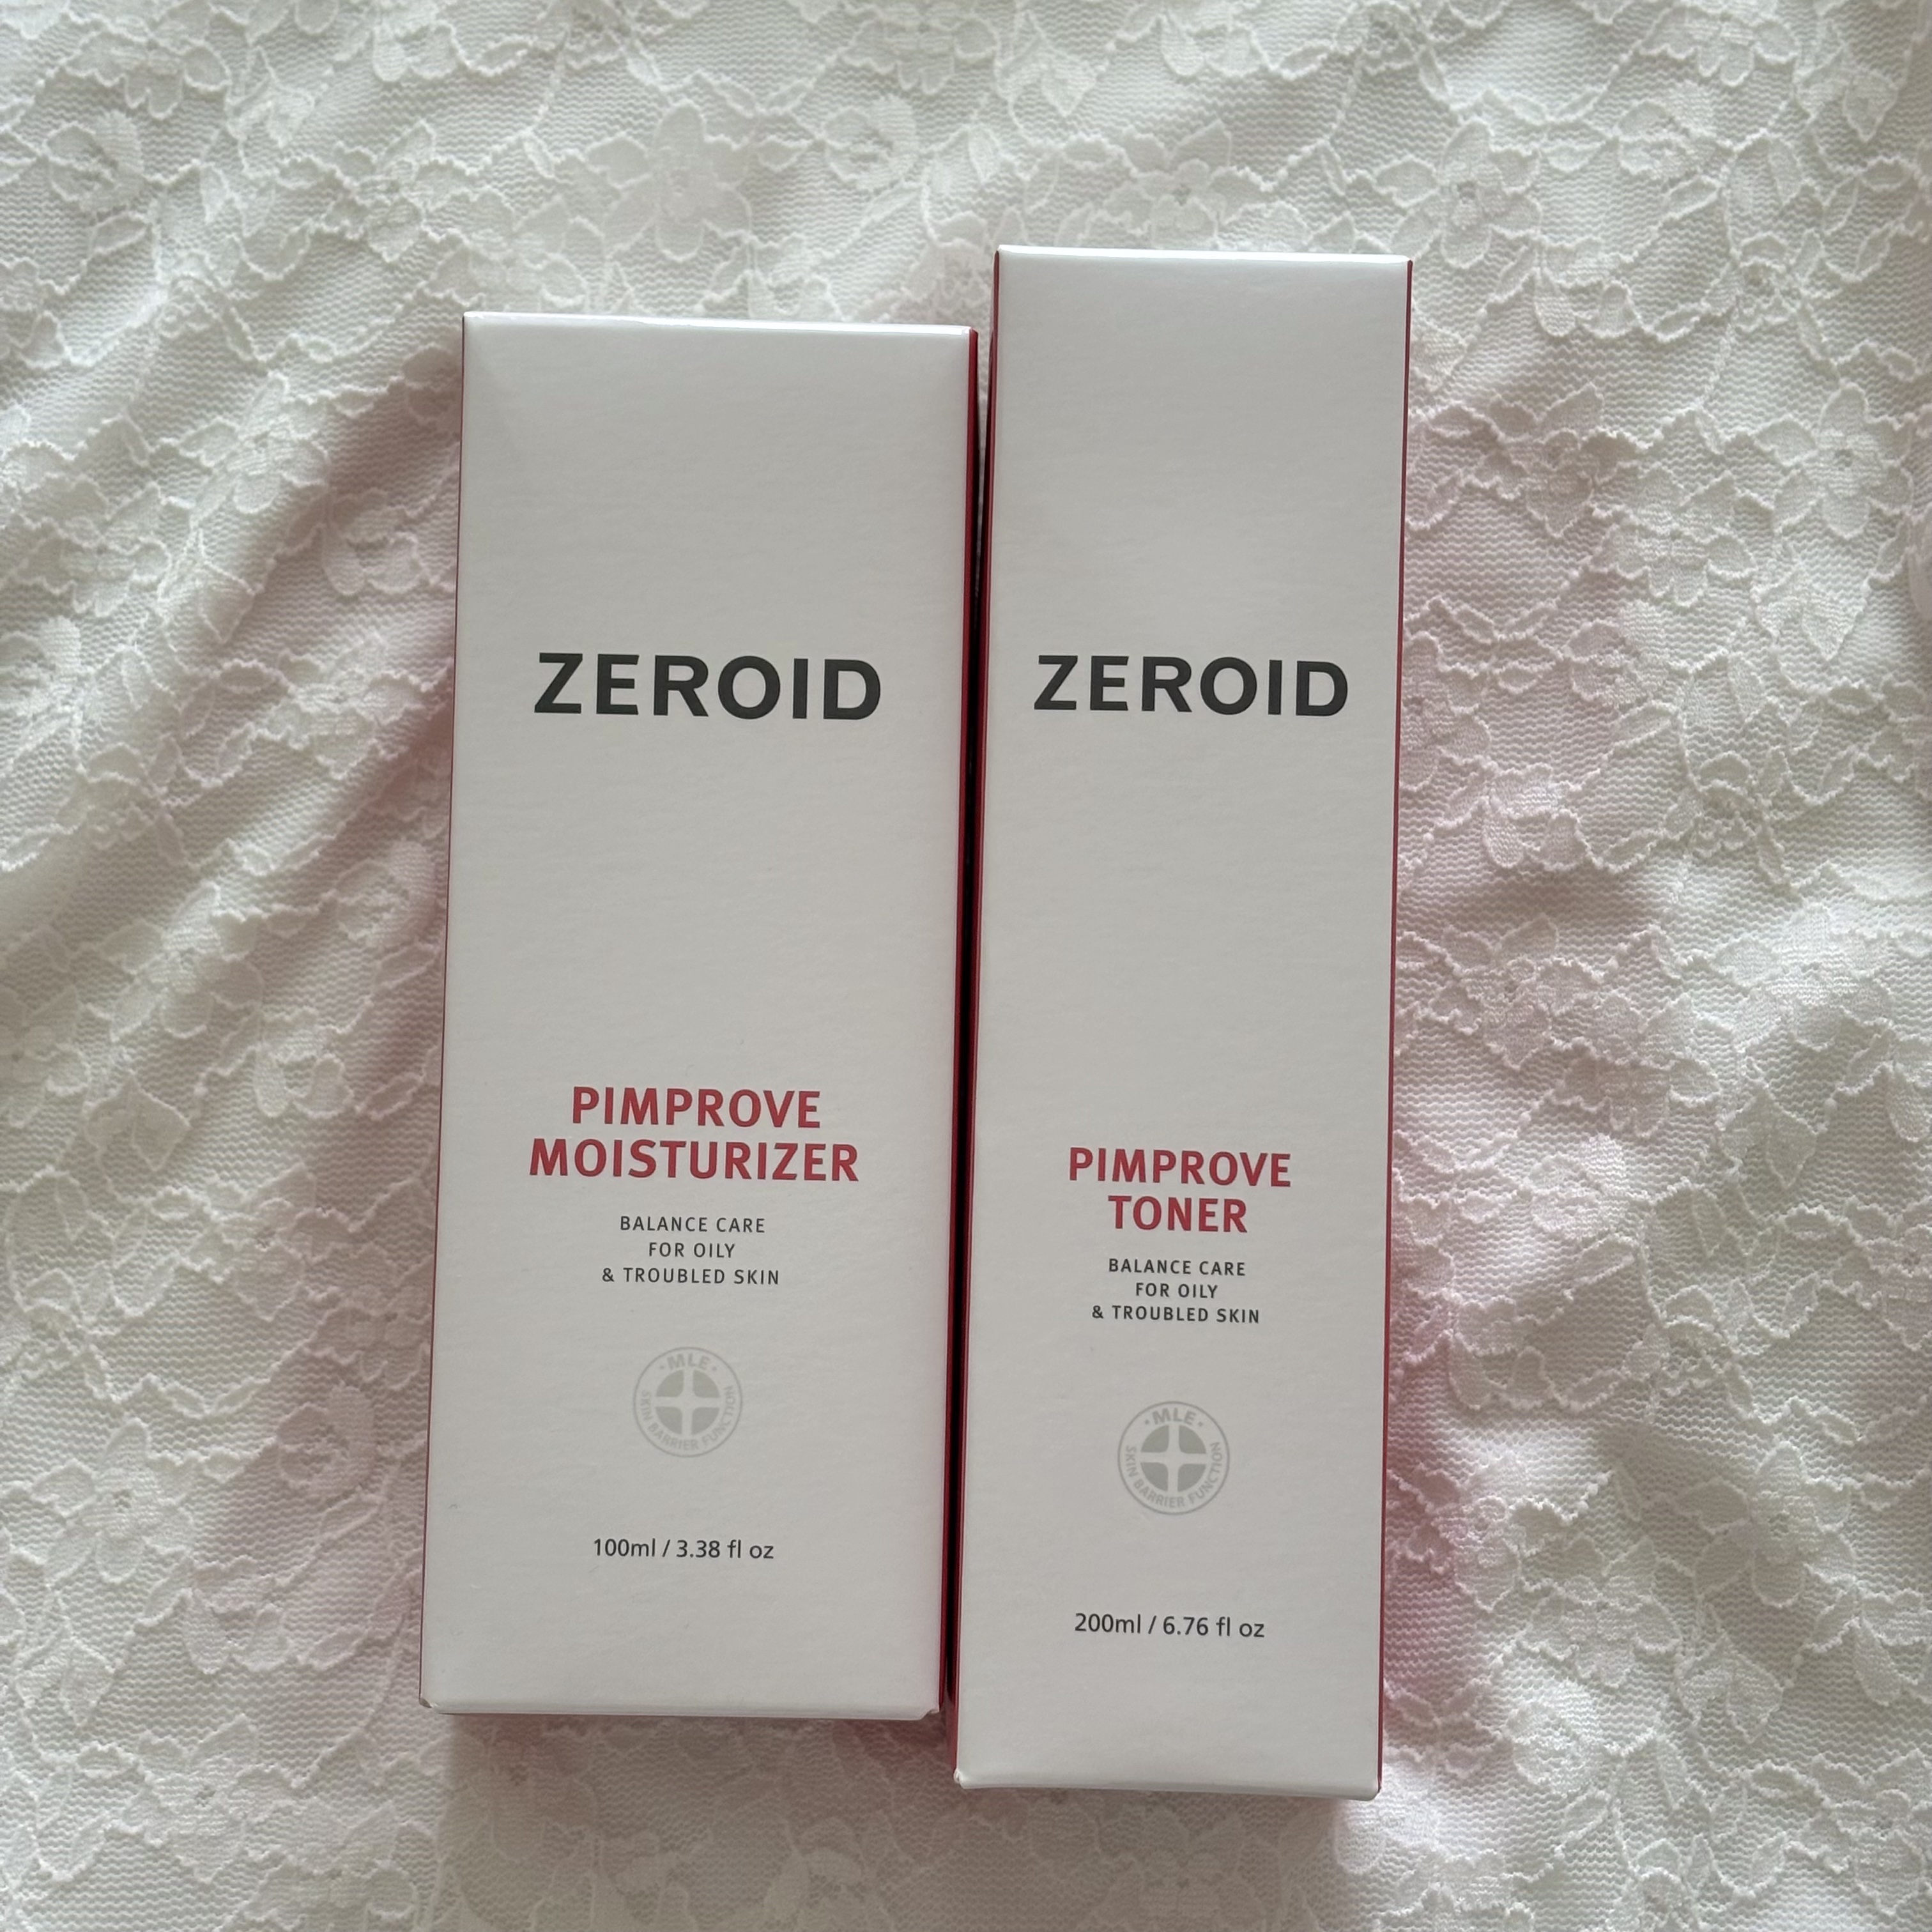 ZEROID
PIMPROVE
MOISTURIZER
BALANCE CARE
FOR OILY
& TROUBLED SKIN
·MLE·
SKIN BARRIER FUNCTION
100ml / 3.38 fl oz
ZEROID
PIMPROVE
TONER
BALANCE CARE
FOR OILY
& TROUBLED SKIN
·MLE·
SKIN BARRIER FUNCTION
200ml / 6.76 fl oz